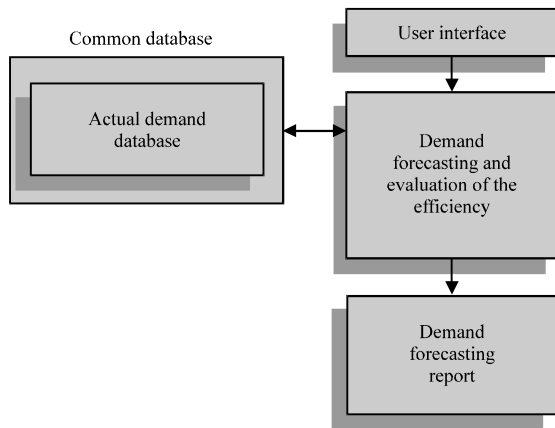 Common database
Actual demand
database
User interface
Demand
forecasting and
evaluation of the
efficiency
Demand
forecasting
report